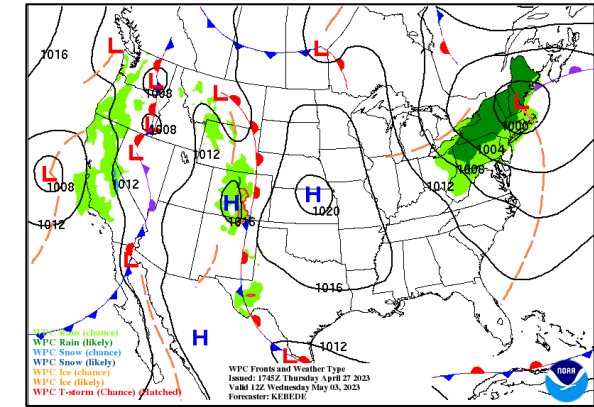 1016
L
L
L
1008
L
L
1000
L
1008
L
1012
1004
L
1008
1008
1012
1012
H
H
1012
1016
1020
L
1016
H
1012
L
WPC Rain (chance)
WPC Rain (likely)
WPC Snow (chance)
WPC Snow (likely)
WPC Ice (chance)
WPC Ice (likely)
WPC T-storm (Chance) (Hatched)
WPC Fronts and Weather Type
Issued: 1745Z Thursday April 27 2023
Valid 12Z Wednesday May 03, 2023
Forecaster: KEBEDE
NOAA